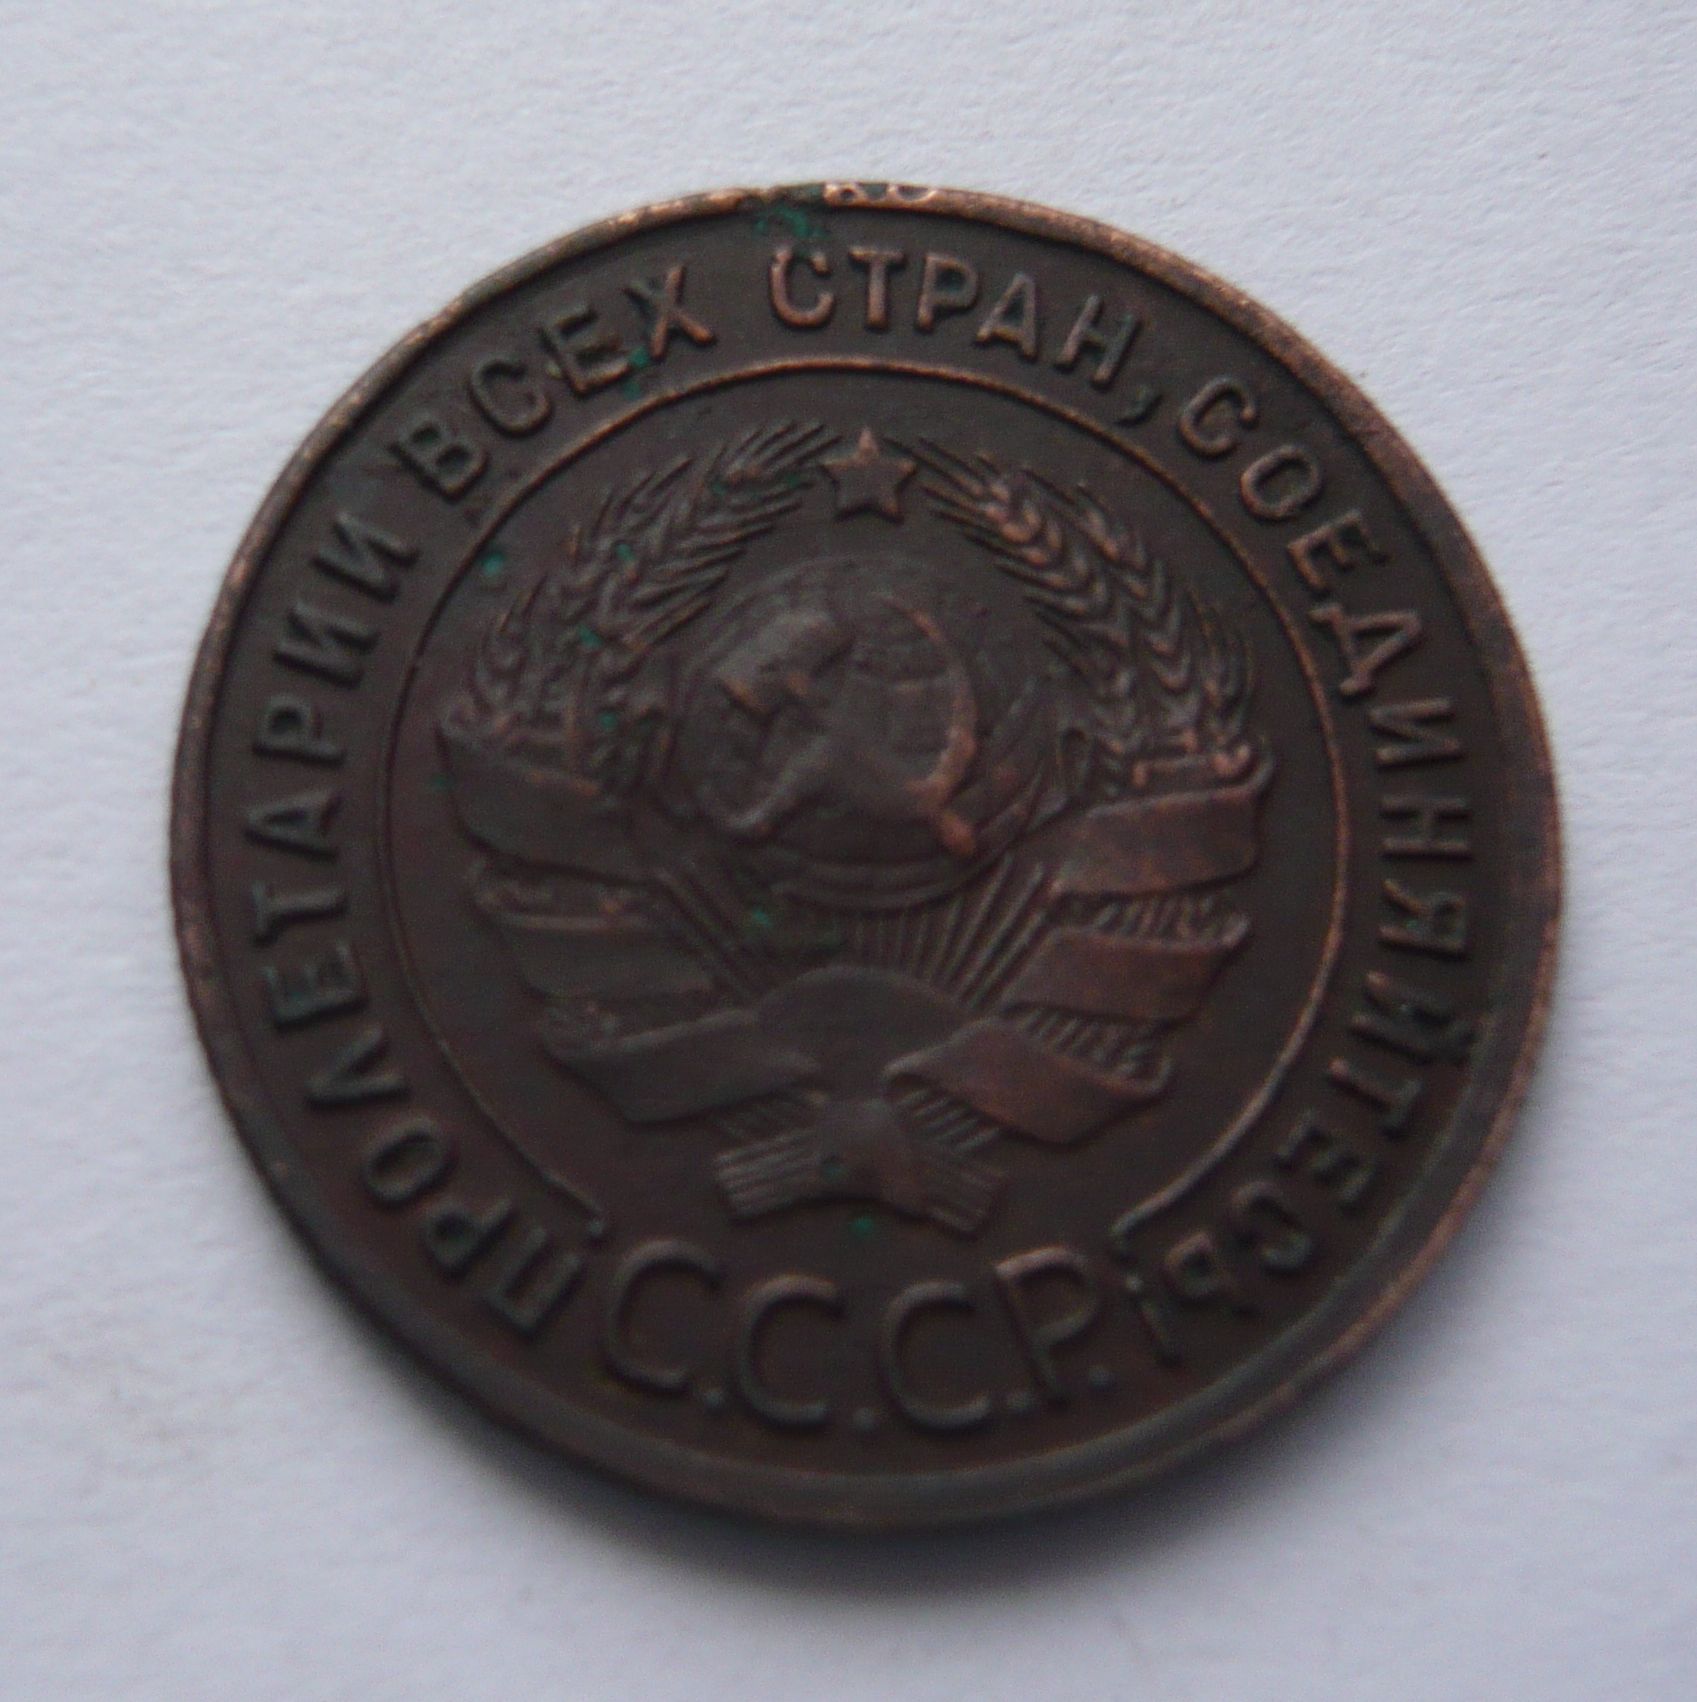 ПРОЛЕТАРИИ ВСЕХ СТРАН, СОЕДИНЯЙТЕСЬ!
С.С.С.Р.